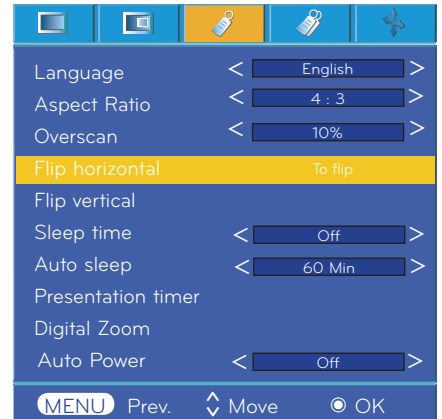 Language < English >
Aspect Ratio < 4 : 3 >
Overscan < 10% >
Flip horizontal To flip
Flip vertical
Sleep time < Off >
Auto sleep < 60 Min >
Presentation timer
Digital Zoom
Auto Power < Off >
MENU Prev. Move OK